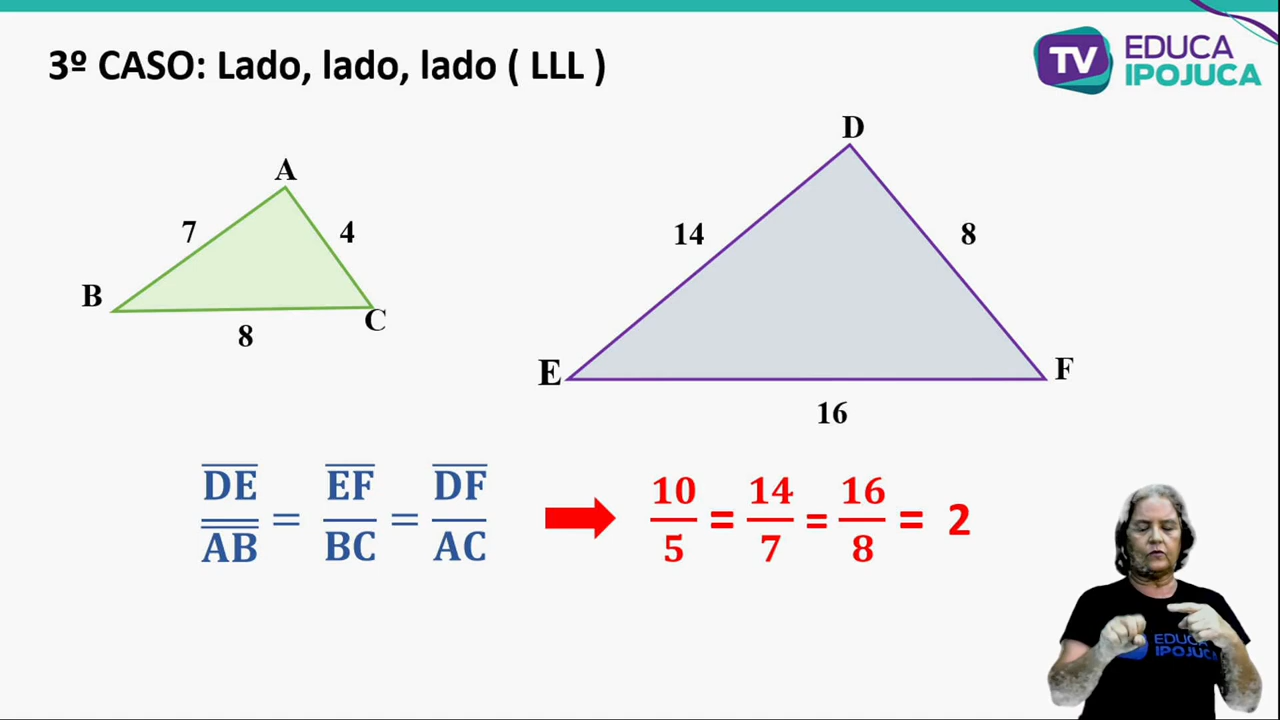 3º CASO: Lado, lado, lado ( LLL )
TV EDUCA
IPOJUCA
D
A
7
4
14
8
B
C
8
E
F
16
DE/AB = EF/BC = DF/AC
10/5 = 14/7 = 16/8 = 2
EDUCA
IPOJUCA